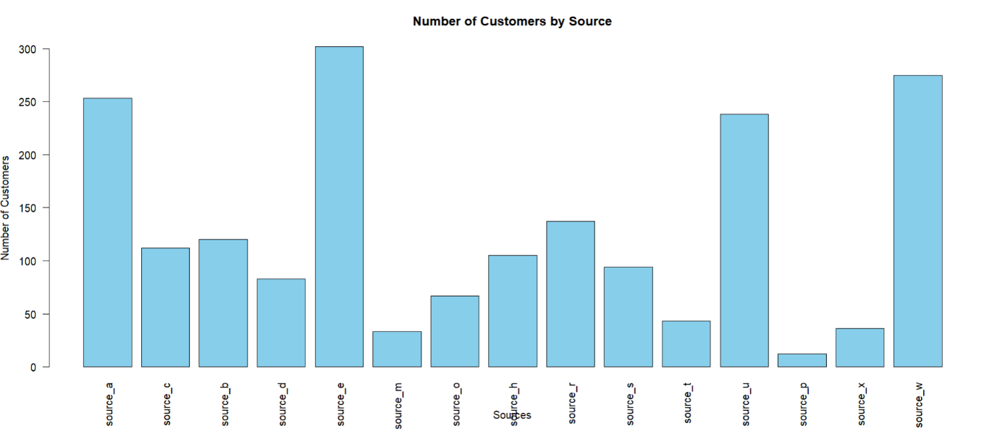 Number of Customers by Source
Number of Customers
300
250
200
150
100
50
0
source_a
source_c
source_b
source_d
source_e
source_m
source_o
source_h
source_r
source_s
source_t
source_u
source_p
source_x
source_w
Sources